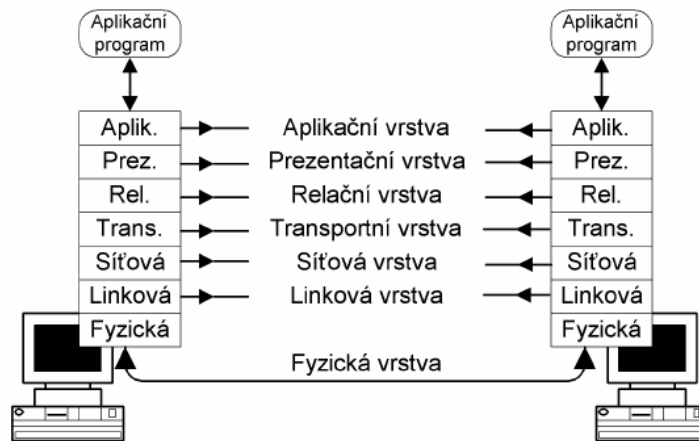 Aplikační
program
Aplikační
program
Aplik. Aplikační vrstva Aplik.
Prez. Prezentační vrstva Prez.
Rel. Relační vrstva Rel.
Trans. Transportní vrstva Trans.
Síťová Síťová vrstva Síťová
Linková Linková vrstva Linková
Fyzická Fyzická
Fyzická vrstva